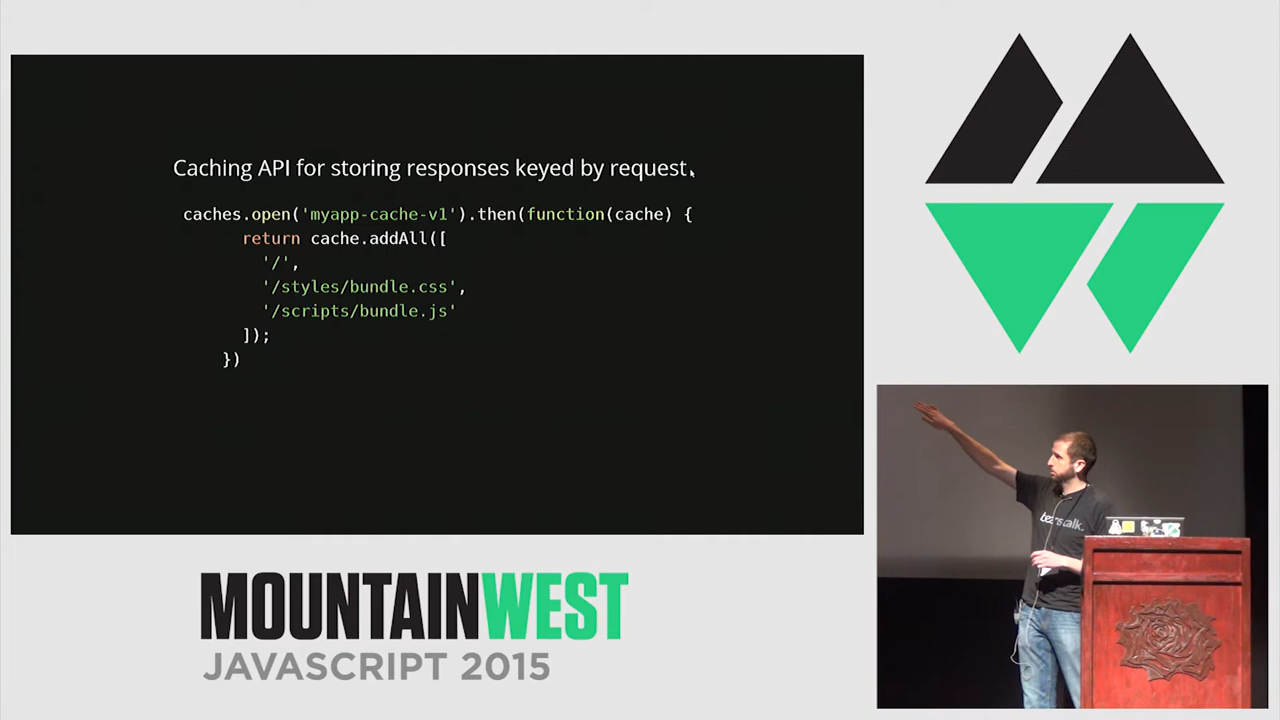 Caching API for storing responses keyed by request.
caches.open('myapp-cache-v1').then(function(cache) {
return cache.addAll([
'/',
'/styles/bundle.css',
'/scripts/bundle.js'
]);
})
beanstalk.
MOUNTAINWEST
JAVASCRIPT 2015